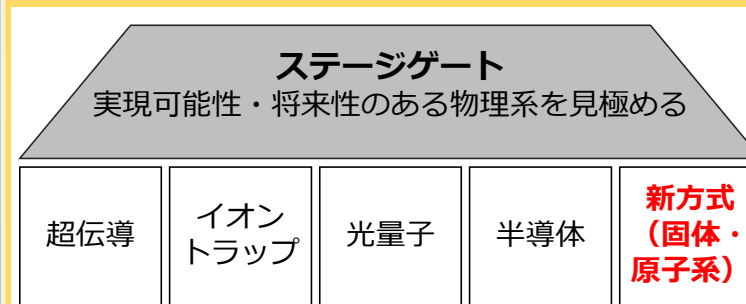 ステージゲート
実現可能性・将来性のある物理系を見極める
超伝導
イオン
トラップ
光量子
半導体
新方式
（固体・
原子系）